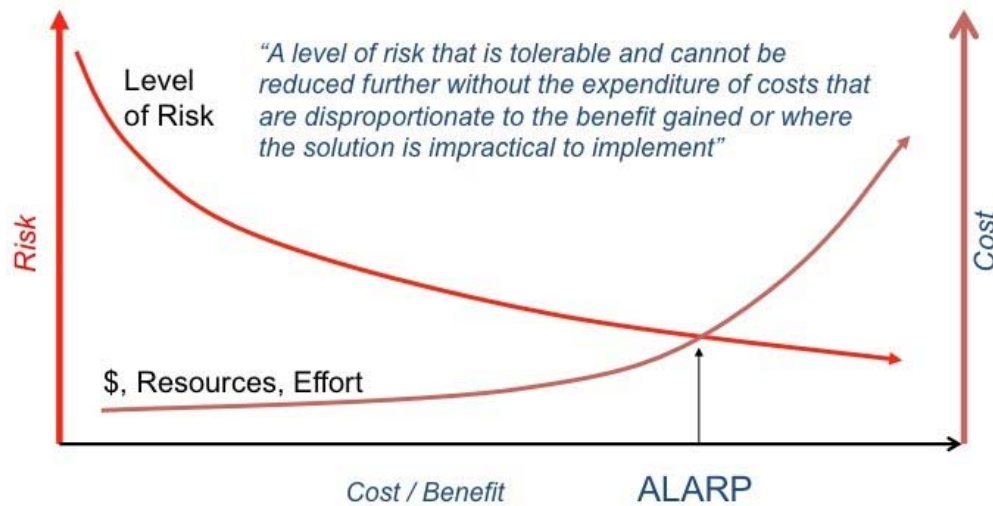 Level
of Risk
“A level of risk that is tolerable and cannot be
reduced further without the expenditure of costs that
are disproportionate to the benefit gained or where
the solution is impractical to implement”
Risk
Cost
$, Resources, Effort
Cost / Benefit
ALARP